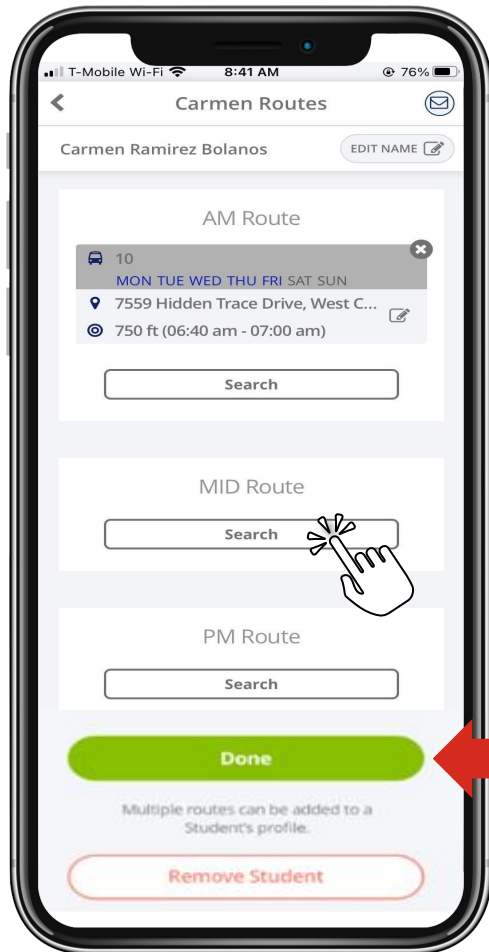 T-Mobile Wi-Fi 8:41 AM 76%
Carmen Routes
Carmen Ramirez Bolanos EDIT NAME
AM Route
10
MON TUE WED THU FRI SAT SUN
7559 Hidden Trace Drive, West C...
750 ft (06:40 am - 07:00 am)
Search
MID Route
Search
PM Route
Search
Done
Multiple routes can be added to a
Student's profile.
Remove Student